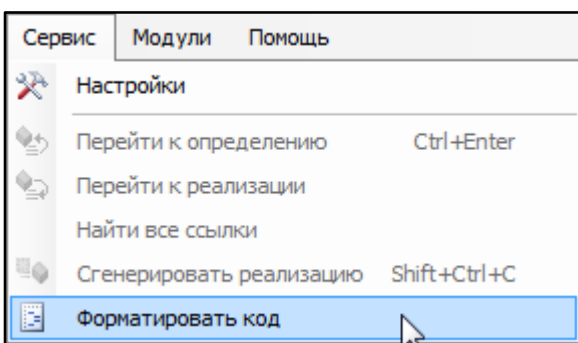 Сервис Модули Помощь
Настройки
Перейти к определению Ctrl+Enter
Перейти к реализации
Найти все ссылки
Сгенерировать реализацию Shift+Ctrl+C
Форматировать код